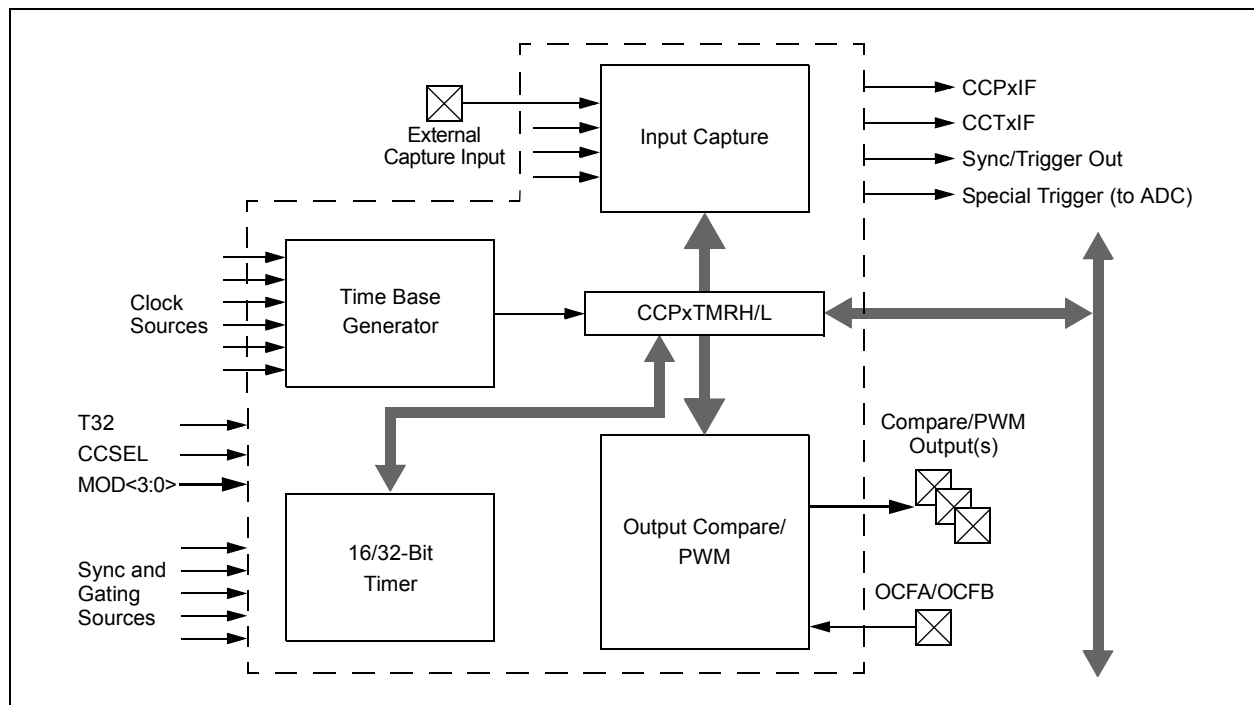 External
Capture Input
Input Capture
CCPxIF
CCTxIF
Sync/Trigger Out
Special Trigger (to ADC)
Clock
Sources
Time Base
Generator
CCPxTMRH/L
T32
CCSEL
MOD<3:0>
Sync and
Gating
Sources
16/32-Bit
Timer
Output Compare/
PWM
Compare/PWM
Output(s)
OCFA/OCFB